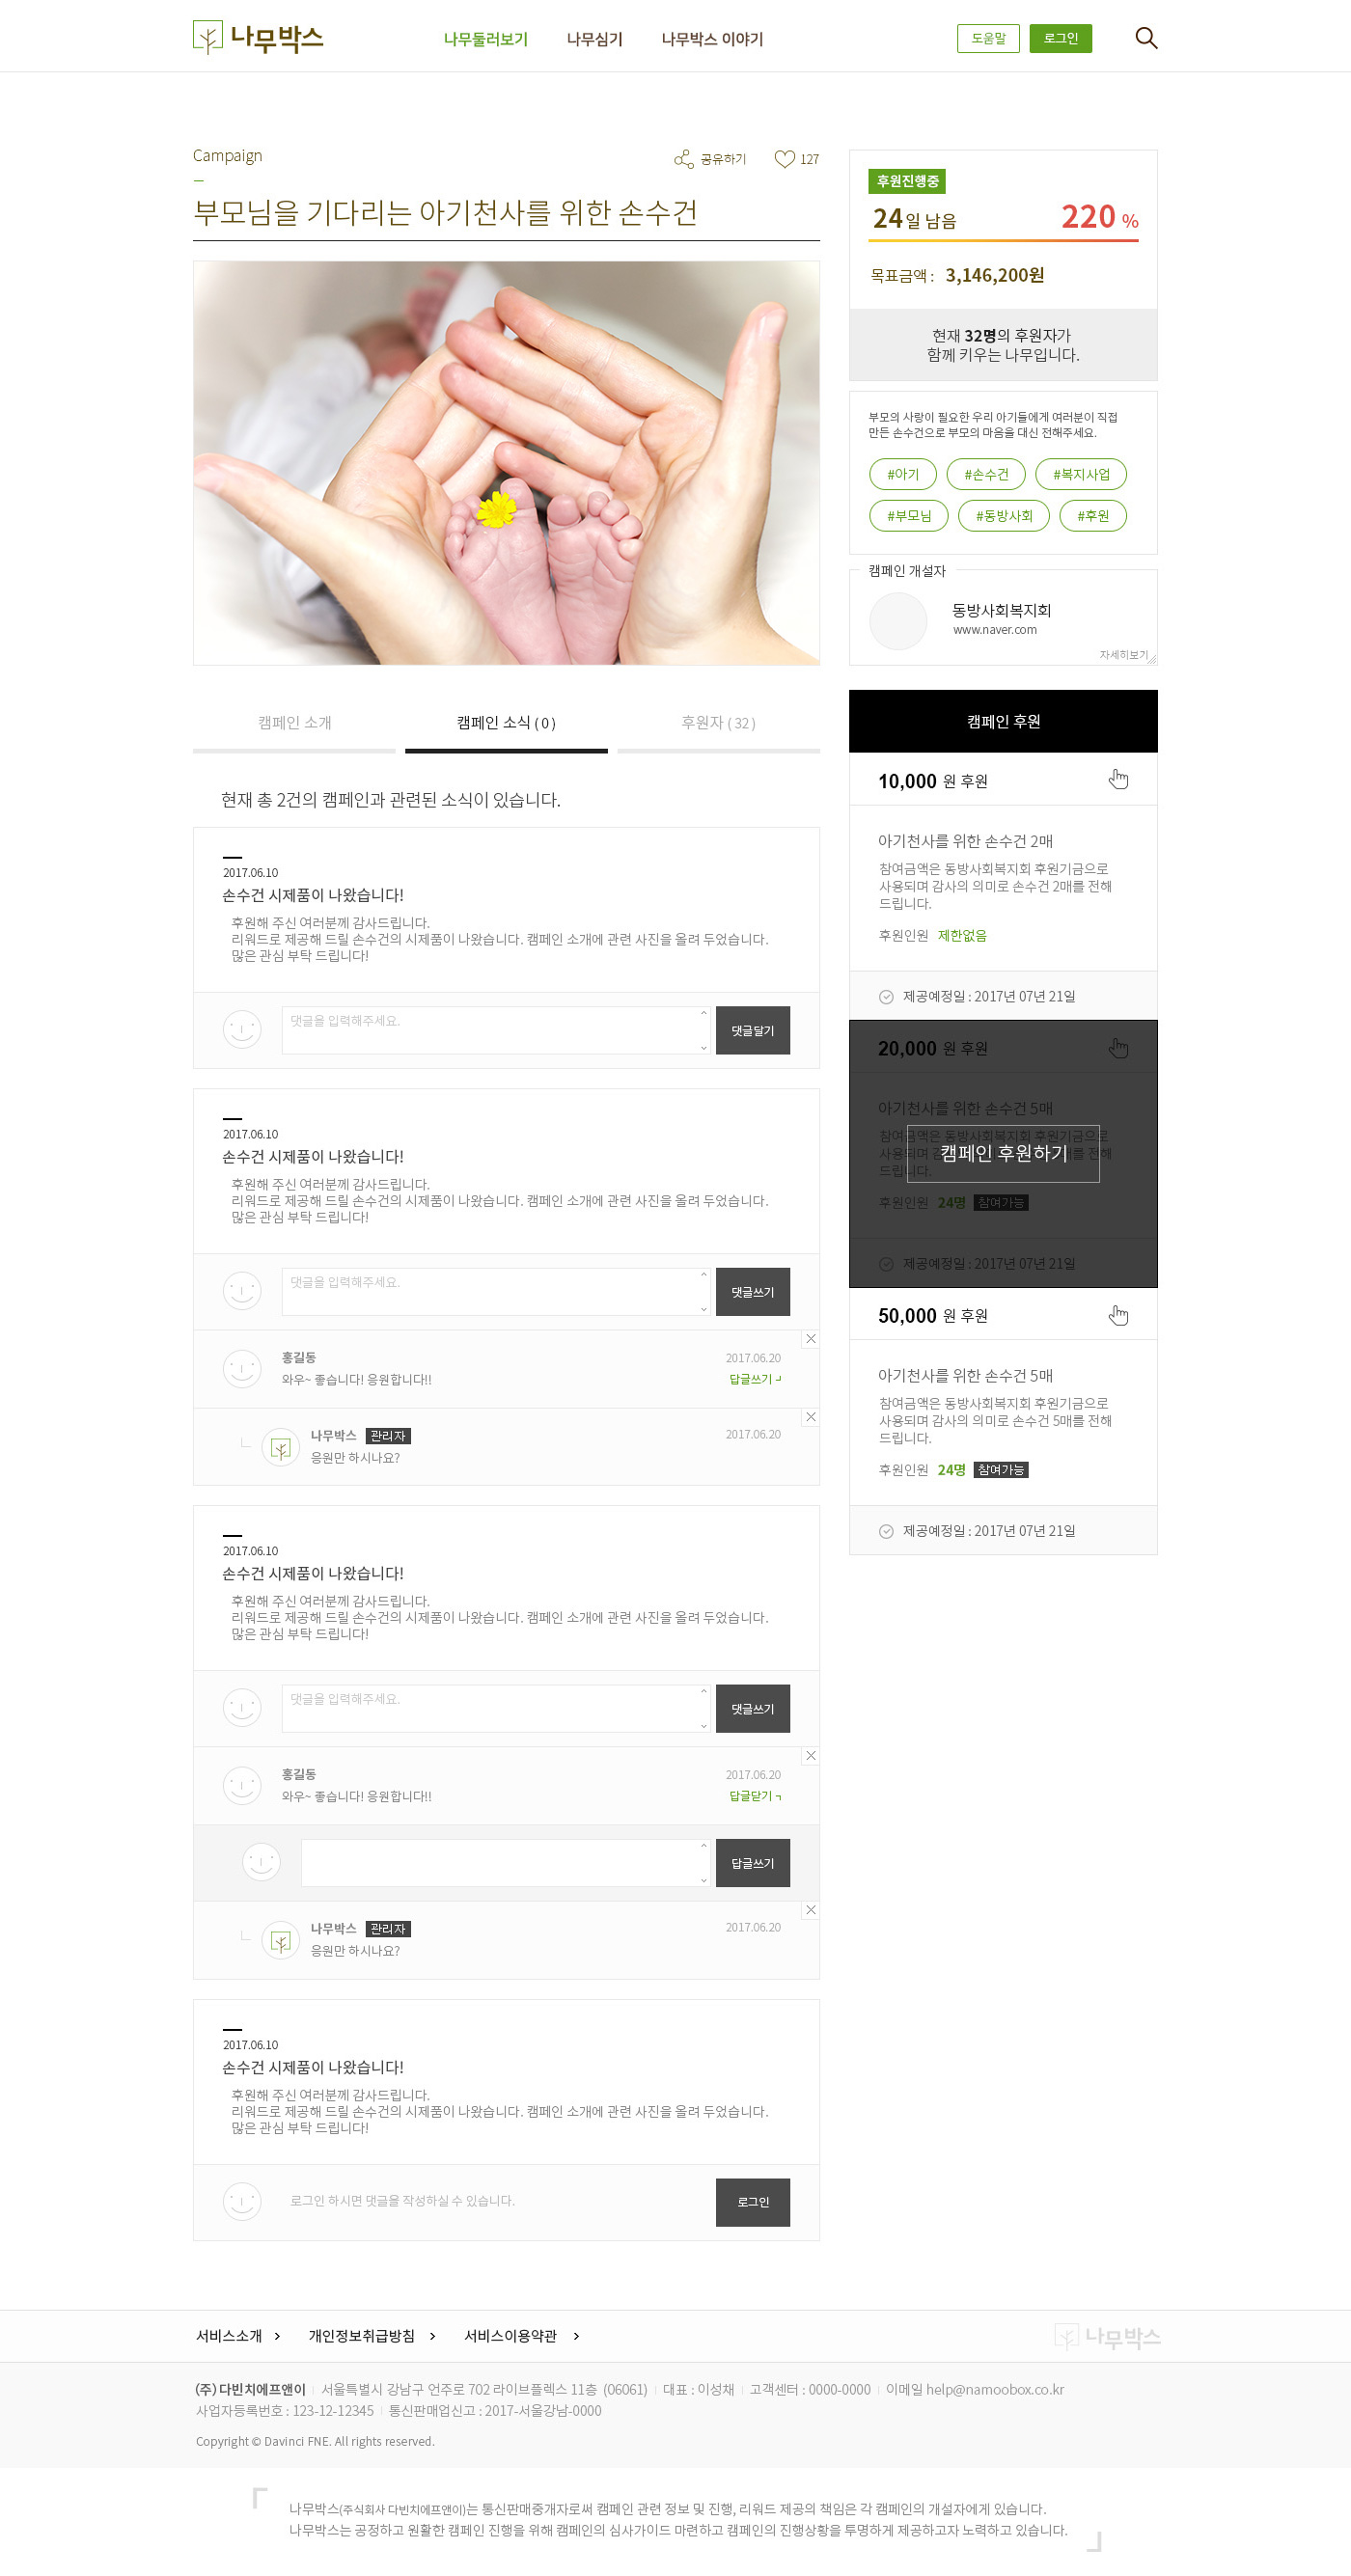 나무박스
나무둘러보기 나무심기 나무박스 이야기
도움말 로그인
Campaign
공유하기 127
부모님을 기다리는 아기천사를 위한 손수건
후원진행중
24일 남음 220 %
목표금액 : 3,146,200원
현재 32명의 후원자가
함께 키우는 나무입니다.
부모의 사랑이 필요한 우리 아기들에게 여러분이 직접
만든 손수건으로 부모의 마음을 대신 전해주세요.
#아기 #손수건 #복지사업
#부모님 #동방사회 #후원
캠페인 개설자
동방사회복지회
www.naver.com
자세히보기
캠페인 소개 캠페인 소식 ( 0 ) 후원자 ( 32 )
현재 총 2건의 캠페인과 관련된 소식이 있습니다.
2017.06.10
손수건 시제품이 나왔습니다!
후원해 주신 여러분께 감사드립니다.
리워드로 제공해 드릴 손수건의 시제품이 나왔습니다. 캠페인 소개에 관련 사진을 올려 두었습니다.
많은 관심 부탁 드립니다!
댓글을 입력해주세요. 댓글달기
2017.06.10
손수건 시제품이 나왔습니다!
후원해 주신 여러분께 감사드립니다.
리워드로 제공해 드릴 손수건의 시제품이 나왔습니다. 캠페인 소개에 관련 사진을 올려 두었습니다.
많은 관심 부탁 드립니다!
댓글을 입력해주세요. 댓글쓰기
홍길동 2017.06.20
와우~ 좋습니다! 응원합니다!! 답글쓰기
나무박스 관리자 2017.06.20
응원만 하시나요?
2017.06.10
손수건 시제품이 나왔습니다!
후원해 주신 여러분께 감사드립니다.
리워드로 제공해 드릴 손수건의 시제품이 나왔습니다. 캠페인 소개에 관련 사진을 올려 두었습니다.
많은 관심 부탁 드립니다!
댓글을 입력해주세요. 댓글쓰기
홍길동 2017.06.20
와우~ 좋습니다! 응원합니다!! 답글닫기
답글쓰기
나무박스 관리자 2017.06.20
응원만 하시나요?
2017.06.10
손수건 시제품이 나왔습니다!
후원해 주신 여러분께 감사드립니다.
리워드로 제공해 드릴 손수건의 시제품이 나왔습니다. 캠페인 소개에 관련 사진을 올려 두었습니다.
많은 관심 부탁 드립니다!
로그인 하시면 댓글을 작성하실 수 있습니다. 로그인
캠페인 후원
10,000 원 후원
아기천사를 위한 손수건 2매
참여금액은 동방사회복지회 후원기금으로
사용되며 감사의 의미로 손수건 2매를 전해
드립니다.
후원인원 제한없음
제공예정일 : 2017년 07년 21일
20,000 원 후원
아기천사를 위한 손수건 5매
참여금액은 동방사회복지회 후원기금으로
사용되며 매를 전해
드립니다.
캠페인 후원하기
후원인원 24명 참여가능
제공예정일 : 2017년 07년 21일
50,000 원 후원
아기천사를 위한 손수건 5매
참여금액은 동방사회복지회 후원기금으로
사용되며 감사의 의미로 손수건 5매를 전해
드립니다.
후원인원 24명 참여가능
제공예정일 : 2017년 07년 21일
서비스소개 개인정보취급방침 서비스이용약관 나무박스
(주) 다빈치에프앤이 서울특별시 강남구 언주로 702 라이브플렉스 11층 (06061) 대표 : 이성채 고객센터 : 0000-0000 이메일 help@namoobox.co.kr
사업자등록번호 : 123-12-12345 통신판매업신고 : 2017-서울강남-0000
Copyright © Davinci FNE. All rights reserved.
「 나무박스(주식회사 다빈치에프앤이)는 통신판매중개자로써 캠페인 관련 정보 및 진행, 리워드 제공의 책임은 각 캠페인의 개설자에게 있습니다.
나무박스는 공정하고 원활한 캠페인 진행을 위해 캠페인의 심사가이드 마련하고 캠페인의 진행상황을 투명하게 제공하고자 노력하고 있습니다. 」